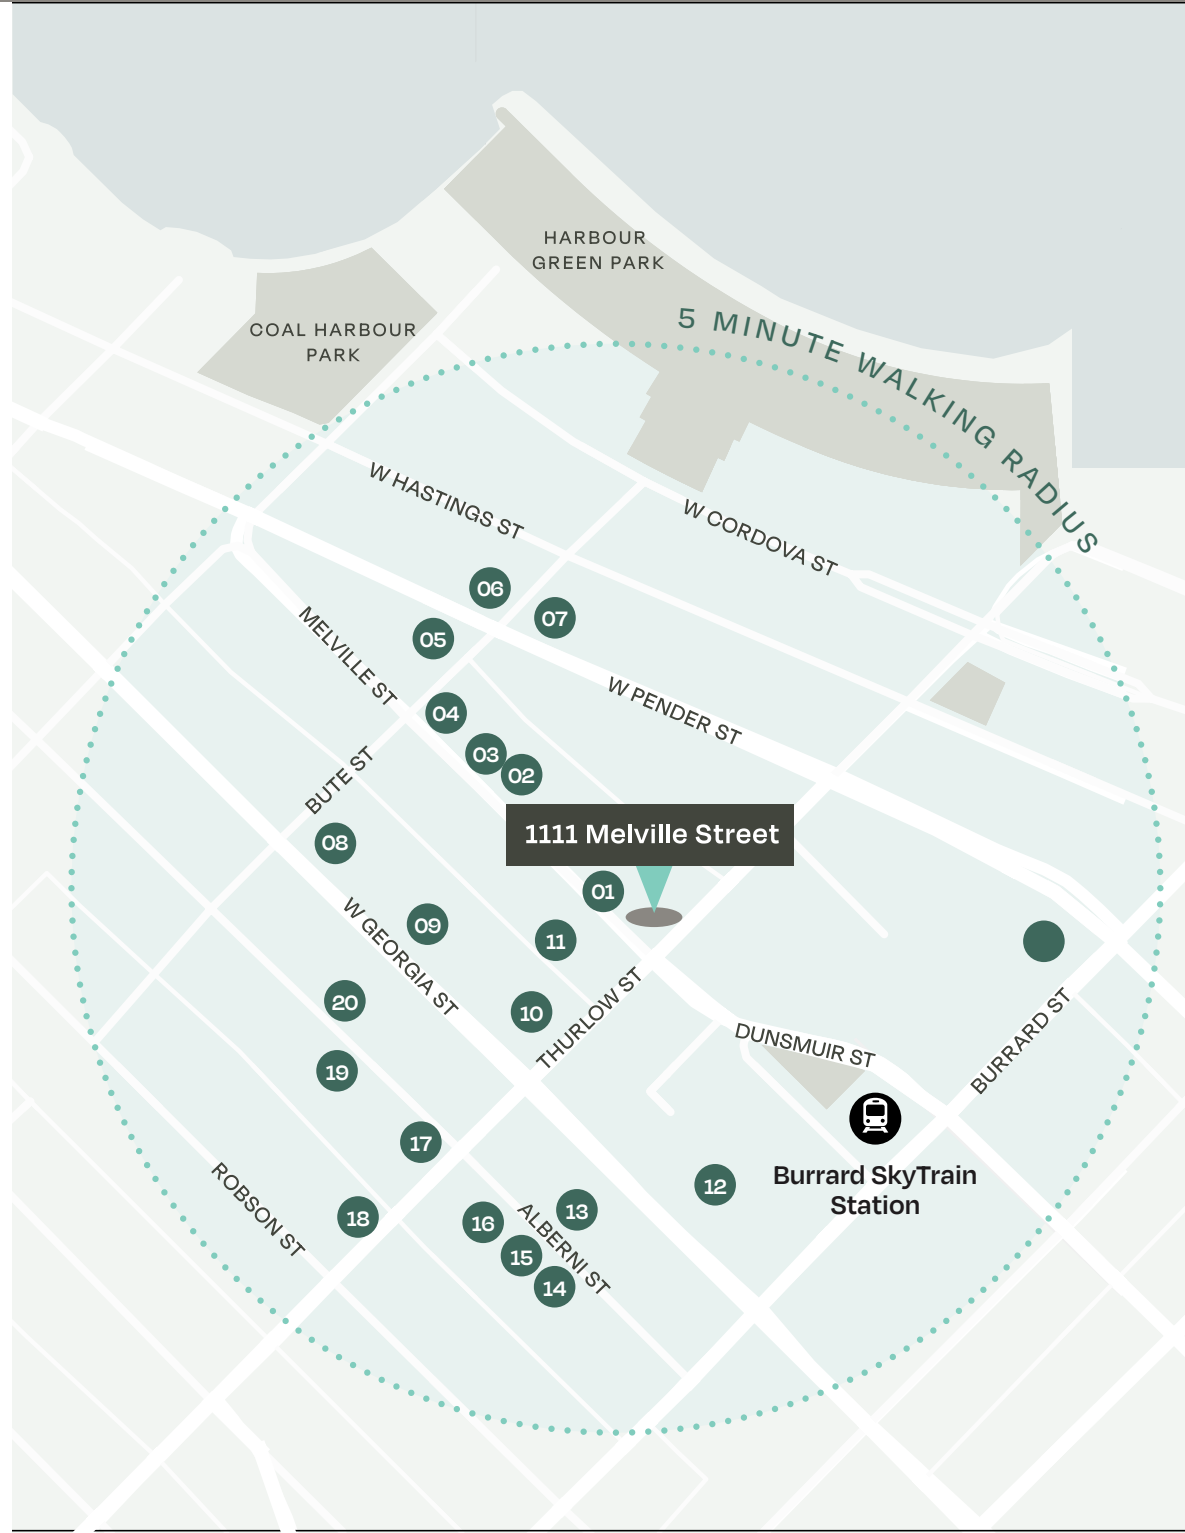 HARBOUR
GREEN PARK
5 MINUTE WALKING RADIUS
COAL HARBOUR
PARK
W HASTINGS ST
W CORDOVA ST
06
07
05
MELVILLE ST
W PENDER ST
04
03
02
BUTE ST
1111 Melville Street
08
01
W GEORGIA ST
09
11
20
10
THURLOW ST
DUNSMUIR ST
BURRARD ST
19
17
Burrard SkyTrain
Station
12
ROBSON ST
18
16
13
ALBERNI ST
15
14